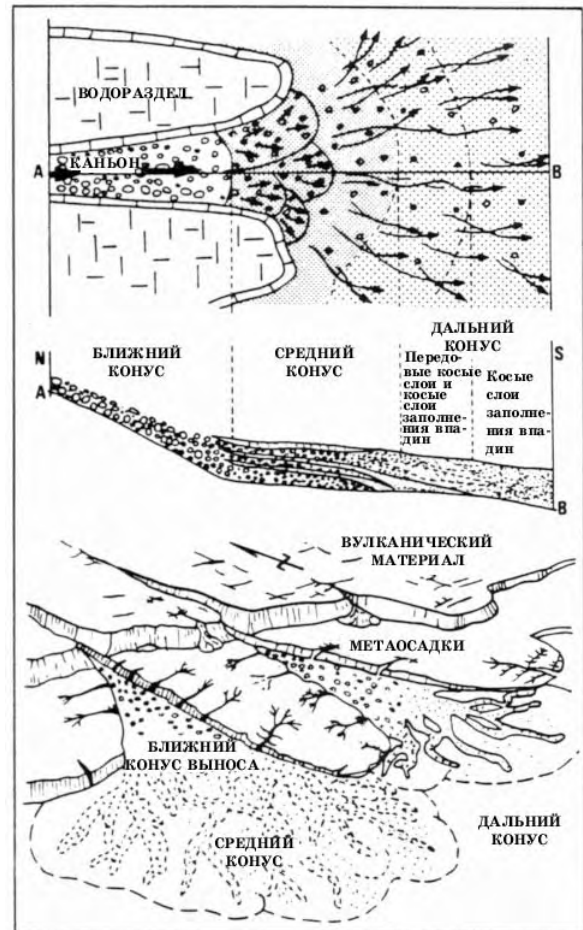 ВОДОРАЗДЕЛ
A
КАНЬОН
B
N
S
A
БЛИЖНИЙ
КОНУС
СРЕДНИЙ
КОНУС
ДАЛЬНИЙ
КОНУС
Передо-
вые косые
слои и
косые
слои
заполне-
ния впа-
дин
Косые
слои
заполне-
ния впа-
дин
B
ВУЛКАНИЧЕСКИЙ
МАТЕРИАЛ
МЕТАОСАДКИ
БЛИЖНИЙ
КОНУС ВЫНОСА
СРЕДНИЙ
КОНУС
ДАЛЬНИЙ
КОНУС